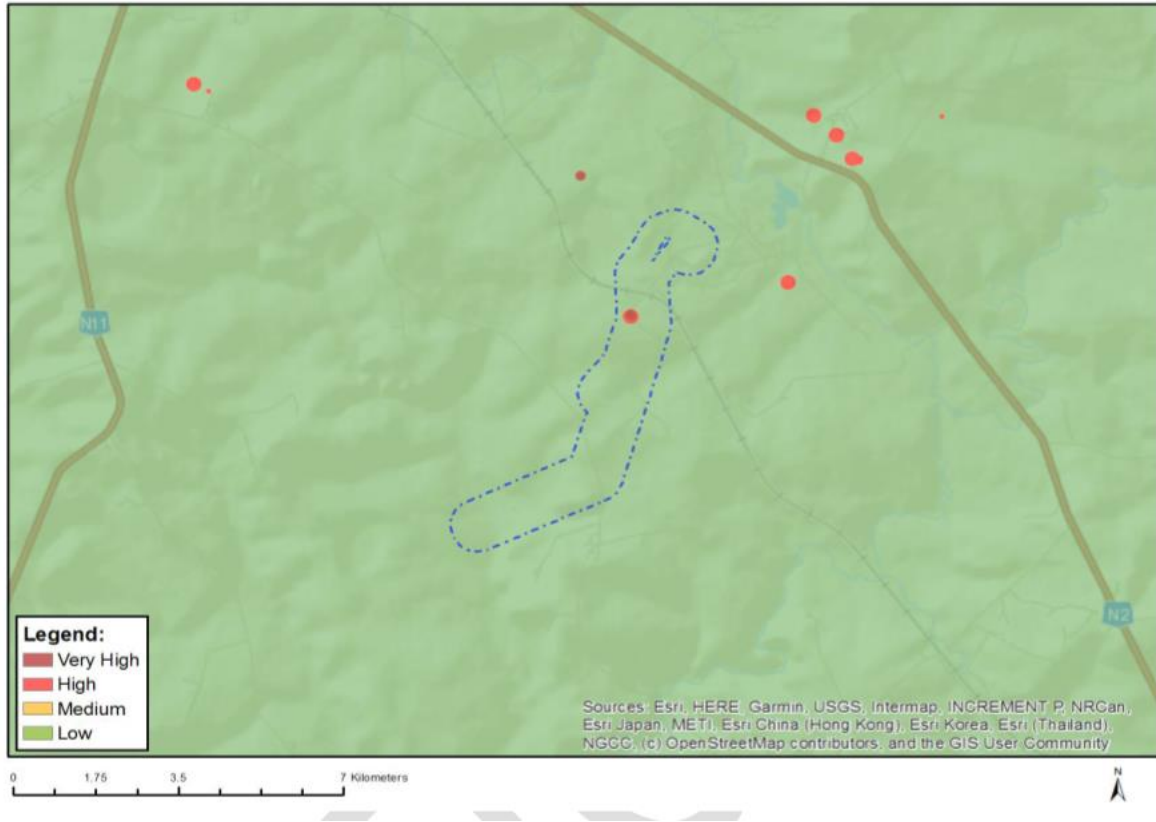 N11
N2
Legend:
Very High
High
Medium
Low
Sources: Esri, HERE, Garmin, USGS, Intermap, INCREMENT P, NRCan,
Esri Japan, METI, Esri China (Hong Kong), Esri Korea, Esri (Thailand),
NGCC, (c) OpenStreetMap contributors, and the GIS User Community
0 1.75 3.5 7 Kilometers
N